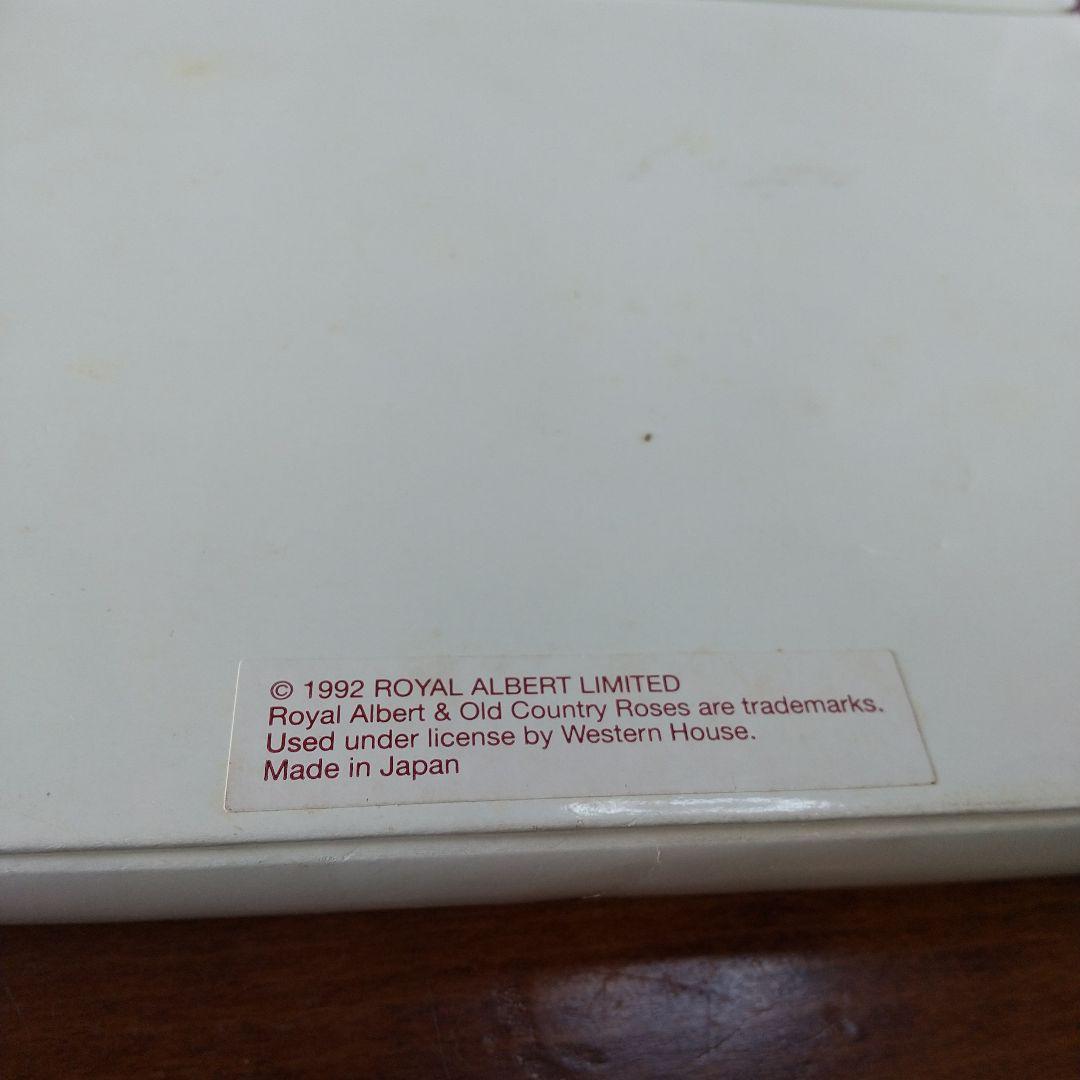 © 1992 ROYAL ALBERT LIMITED
Royal Albert & Old Country Roses are trademarks.
Used under license by Western House.
Made in Japan